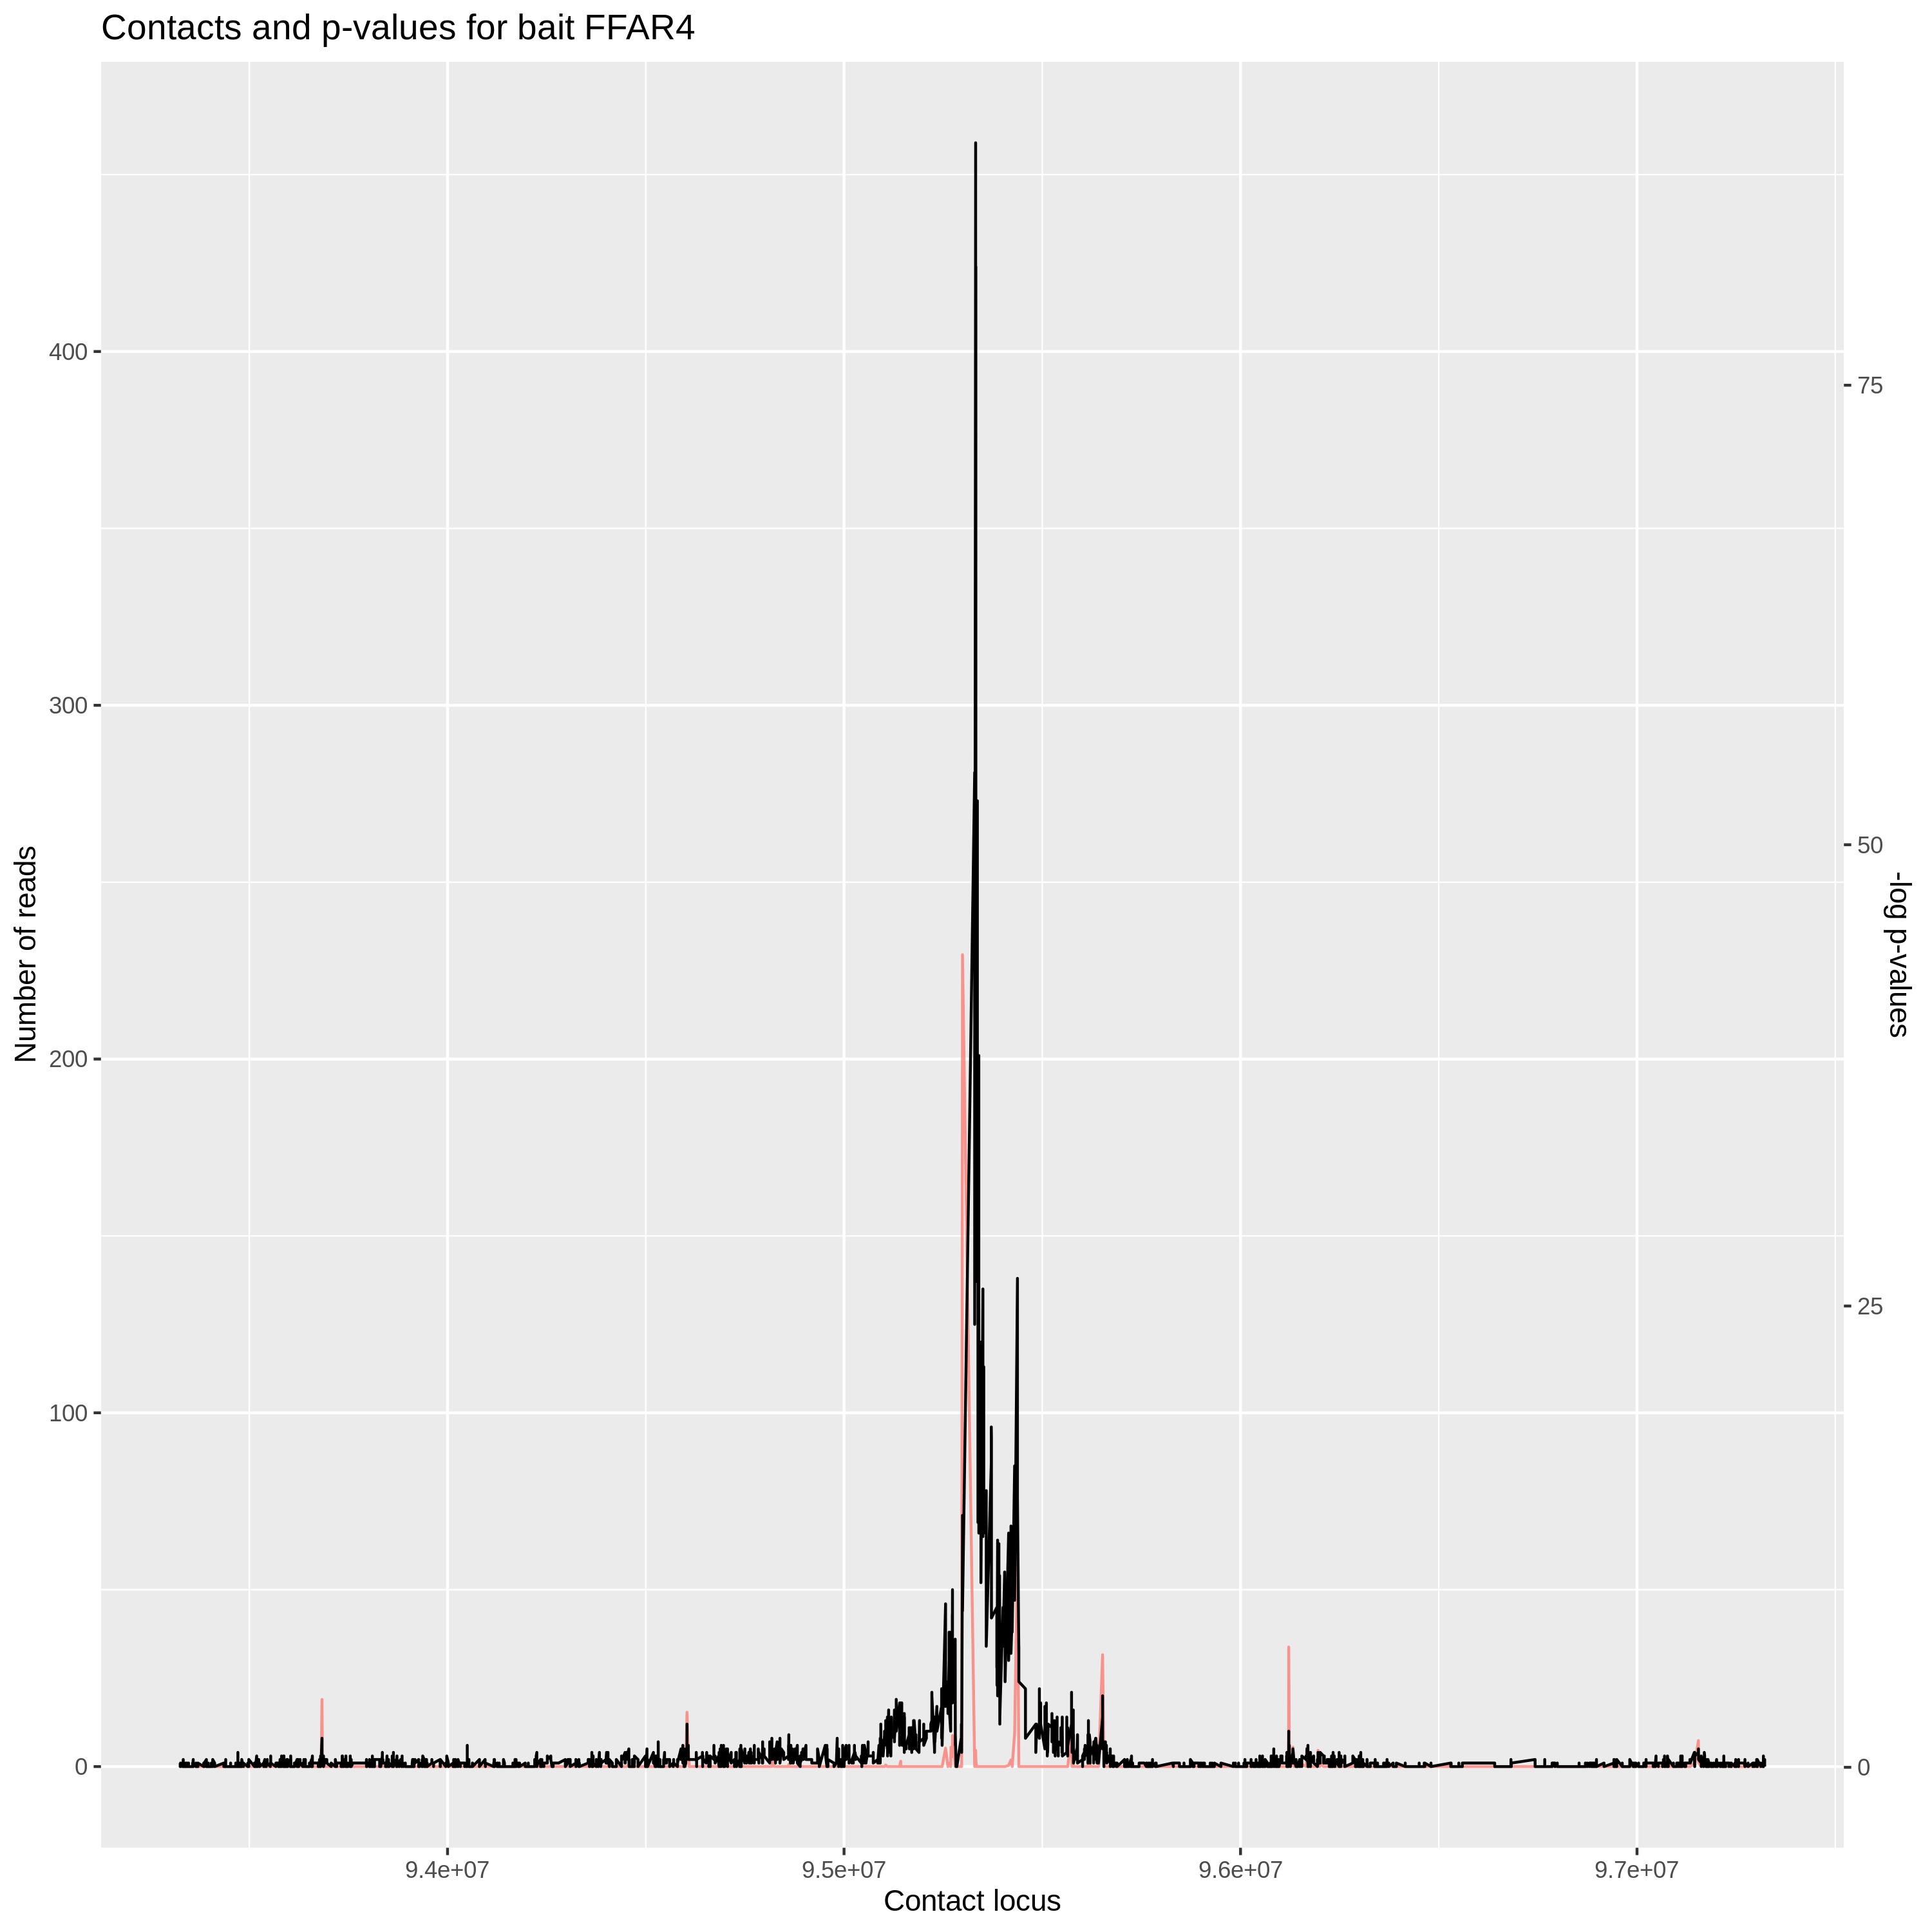 Contacts and p-values for bait FFAR4
400
300
200
100
0
Number of reads
75
50
25
0
-log p-values
9.4e+07
9.5e+07
9.6e+07
9.7e+07
Contact locus